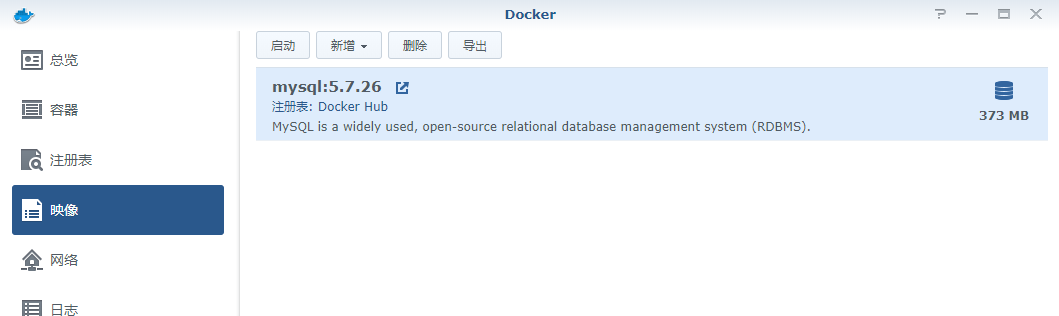 Docker
总览
容器
注册表
映像
网络
日志
启动 新增 删除 导出
mysql:5.7.26
注册表: Docker Hub
MySQL is a widely used, open-source relational database management system (RDBMS).
373 MB